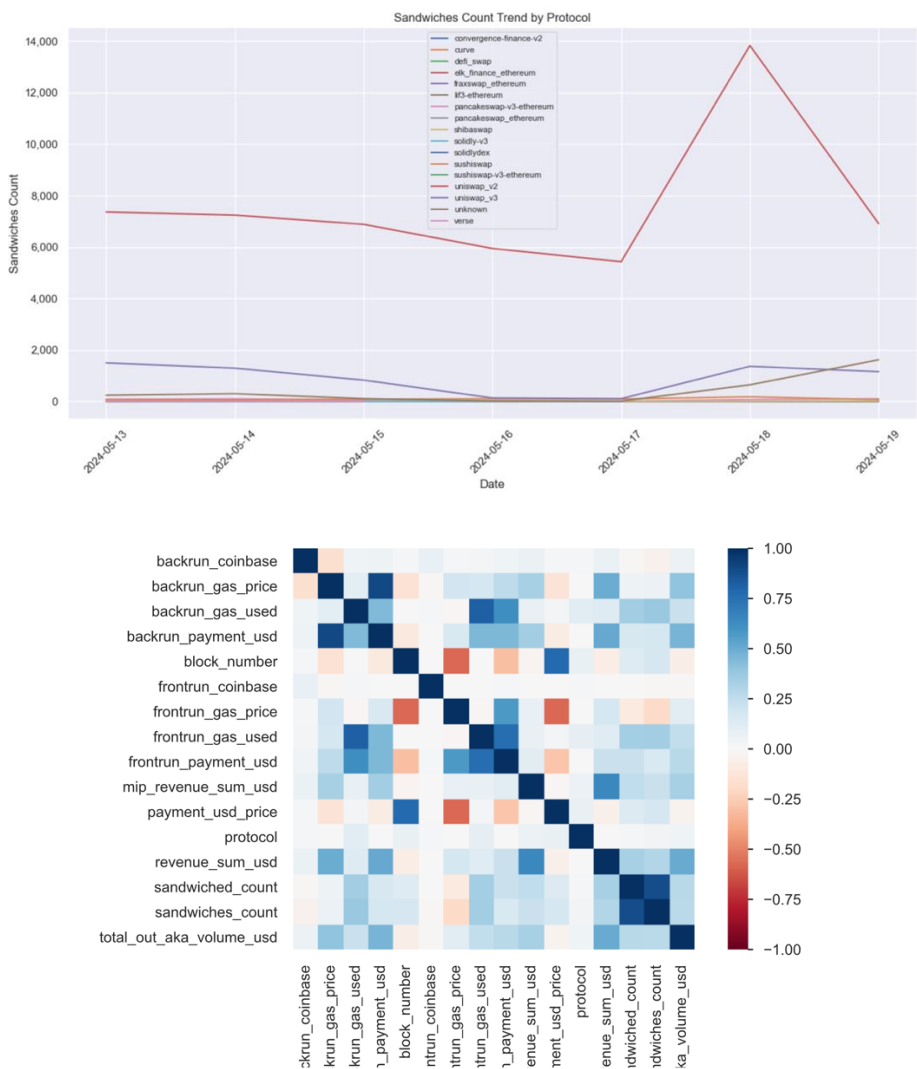 Sandwiches Count Trend by Protocol
14,000
12,000
10,000
8,000
6,000
4,000
2,000
0
Sandwiches Count
convergence-finance-v2
curve
defi_swap
elk_finance_ethereum
fraxswap_ethereum
lif3-ethereum
pancakeswap-v3-ethereum
pancakeswap_ethereum
shibaswap
solidly-v3
solidlydex
sushiswap
sushiswap-v3-ethereum
uniswap_v2
uniswap_v3
unknown
verse
2024-05-13
2024-05-14
2024-05-15
2024-05-16
2024-05-17
2024-05-18
2024-05-19
Date
backrun_coinbase
backrun_gas_price
backrun_gas_used
backrun_payment_usd
block_number
frontrun_coinbase
frontrun_gas_price
frontrun_gas_used
frontrun_payment_usd
mip_revenue_sum_usd
payment_usd_price
protocol
revenue_sum_usd
sandwiched_count
sandwiches_count
total_out_aka_volume_usd
1.00
0.75
0.50
0.25
0.00
−0.25
−0.50
−0.75
−1.00
ckrun_coinbase
krun_gas_price
krun_gas_used
n_payment_usd
block_number
ntrun_coinbase
ntrun_gas_price
ntrun_gas_used
n_payment_usd
enue_sum_usd
ment_usd_price
protocol
enue_sum_usd
ndwiched_count
ndwiches_count
ka_volume_usd